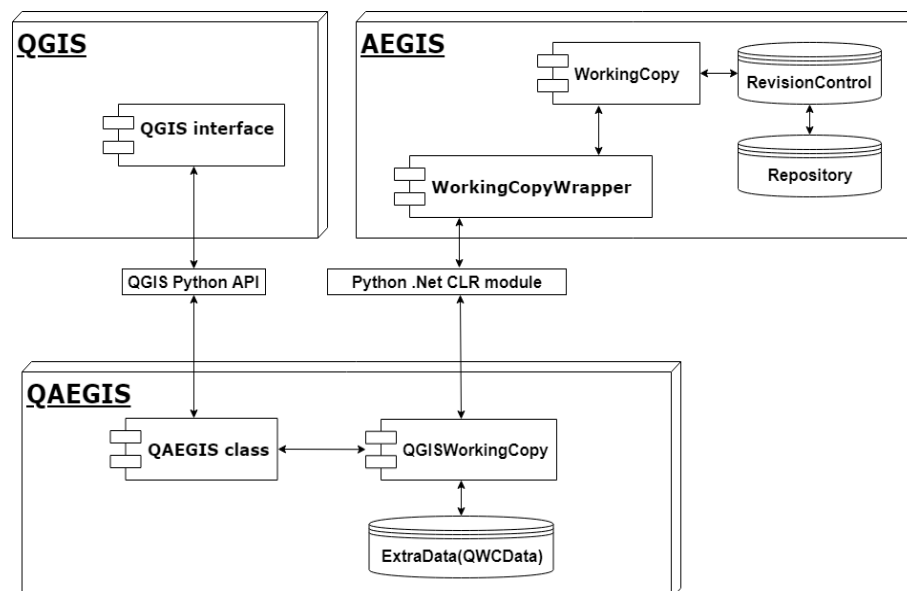 QGIS
QGIS interface
AEGIS
WorkingCopy
RevisionControl
Repository
WorkingCopyWrapper
QGIS Python API
Python .Net CLR module
QAEGIS
QAEGIS class
QGISWorkingCopy
ExtraData(QWCData)